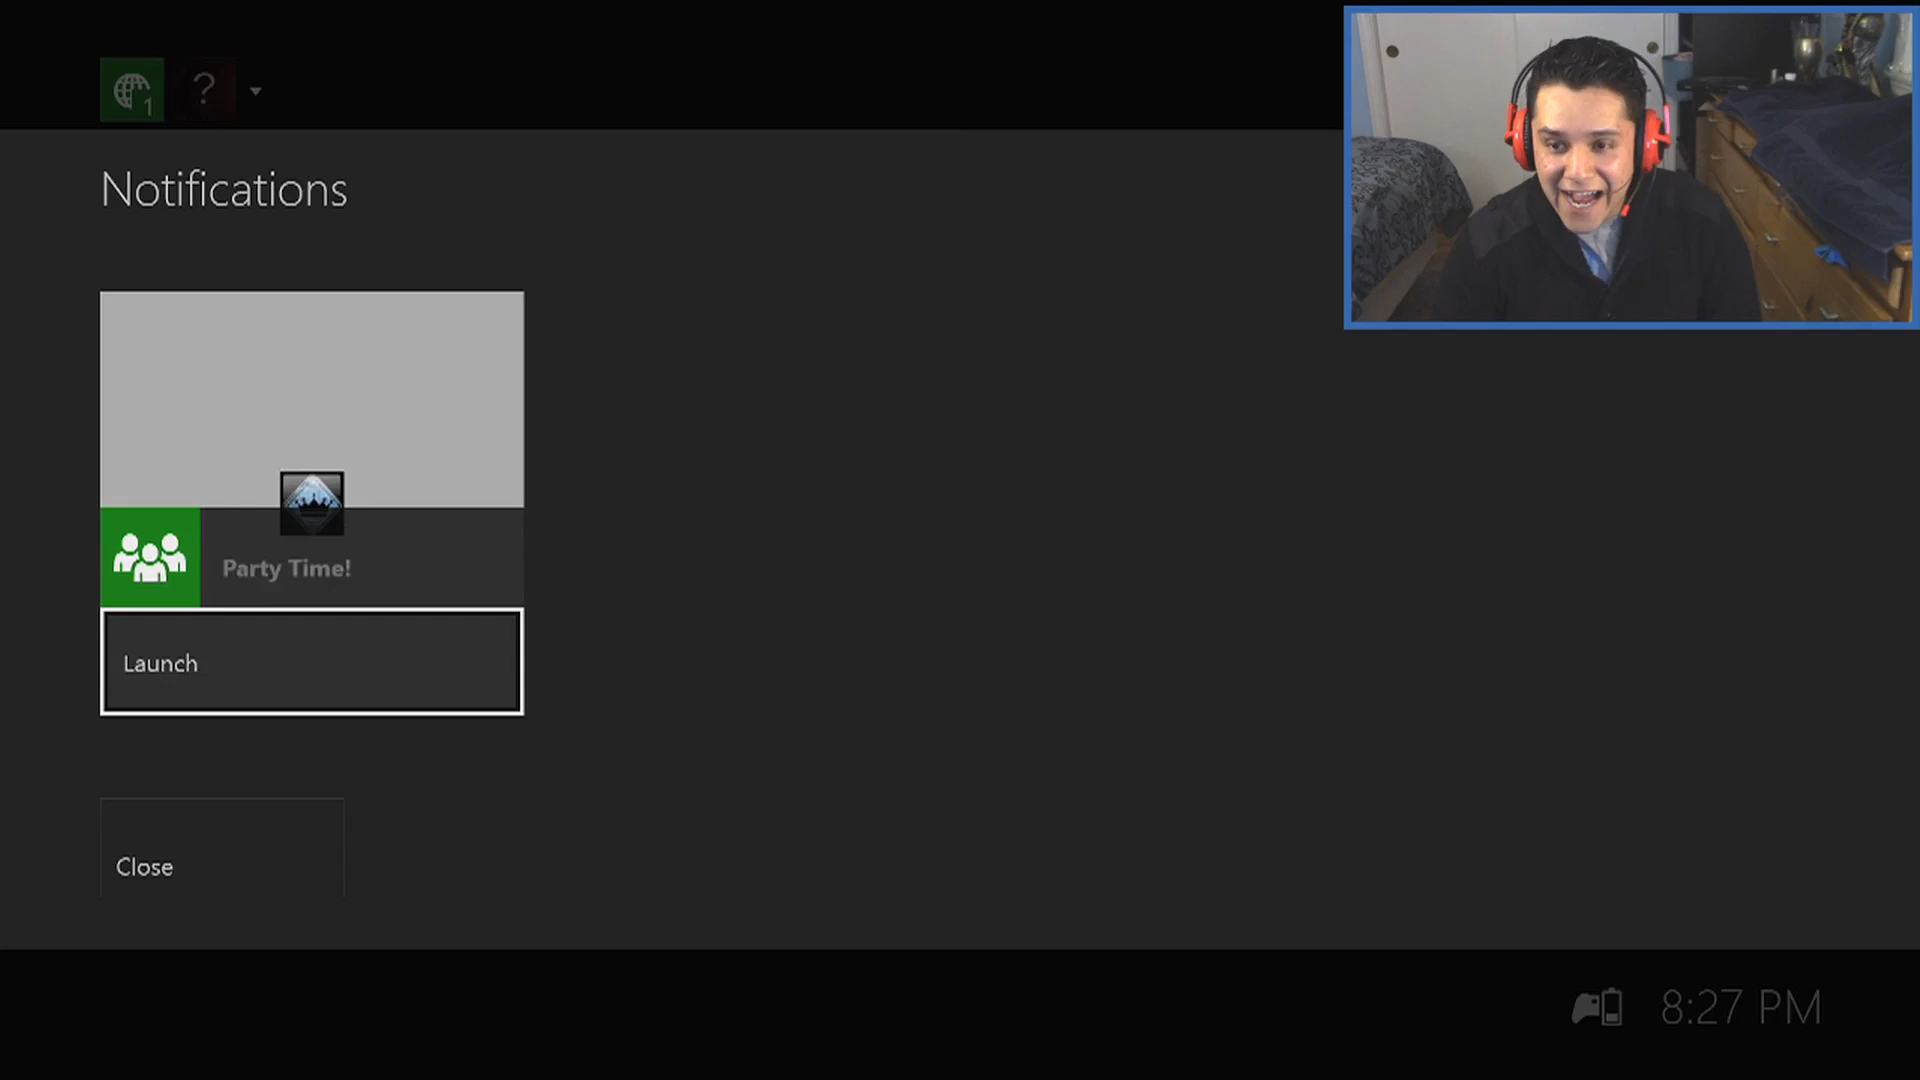 1
?
Notifications
Party Time!
Launch
Close
8:27 PM